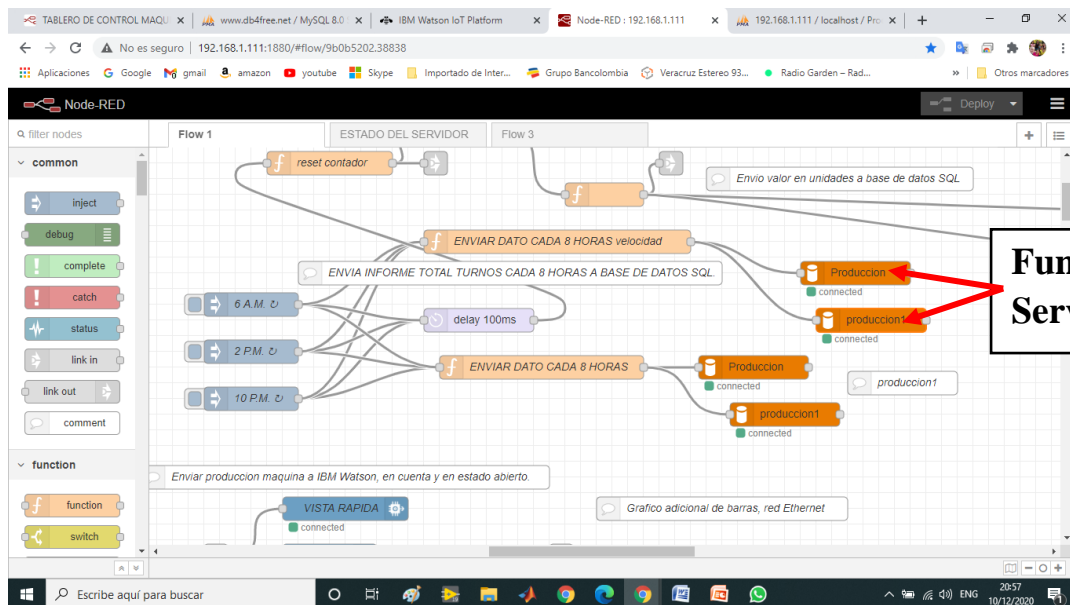 TABLERO DE CONTROL MAQU
www.db4free.net / MySQL 8.0
IBM Watson IoT Platform
Node-RED : 192.168.1.111
192.168.1.111 / localhost / Pro
No es seguro
192.168.1.111:1880/#flow/9b0b5202.38838
Aplicaciones
Google
gmail
amazon
youtube
Skype
Importado de Inter...
Grupo Bancolombia
Veracruz Estereo 93...
Radio Garden – Rad...
»
Otros marcadores
Node-RED
Deploy
filter nodes
Flow 1
ESTADO DEL SERVIDOR
Flow 3
common
inject
debug
complete
catch
status
link in
link out
comment
function
function
switch
reset contador
Envio valor en unidades a base de datos SQL
ENVIAR DATO CADA 8 HORAS velocidad
ENVIA INFORME TOTAL TURNOS CADA 8 HORAS A BASE DE DATOS SQL.
Produccion
connected
6 A.M. ↻
delay 100ms
produccion1
connected
2 P.M. ↻
ENVIAR DATO CADA 8 HORAS
Produccion
connected
produccion1
10 P.M. ↻
produccion1
connected
Fun
Serv
Enviar produccion maquina a IBM Watson, en cuenta y en estado abierto.
VISTA RAPIDA
connected
Grafico adicional de barras, red Ethernet
Escribe aquí para buscar
ENG
20:57
10/12/2020